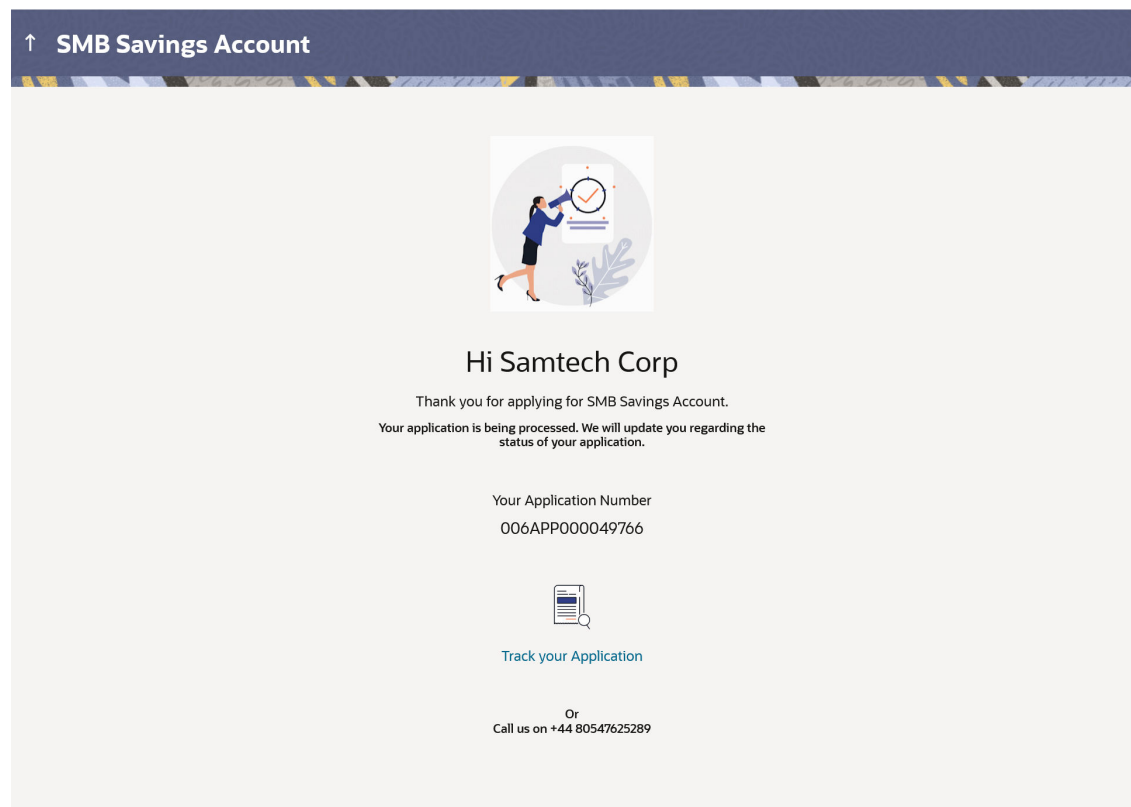 SMB Savings Account
Hi Samtech Corp
Thank you for applying for SMB Savings Account.
Your application is being processed. We will update you regarding the
status of your application.
Your Application Number
006APP000049766
Track your Application
Or
Call us on +44 80547625289